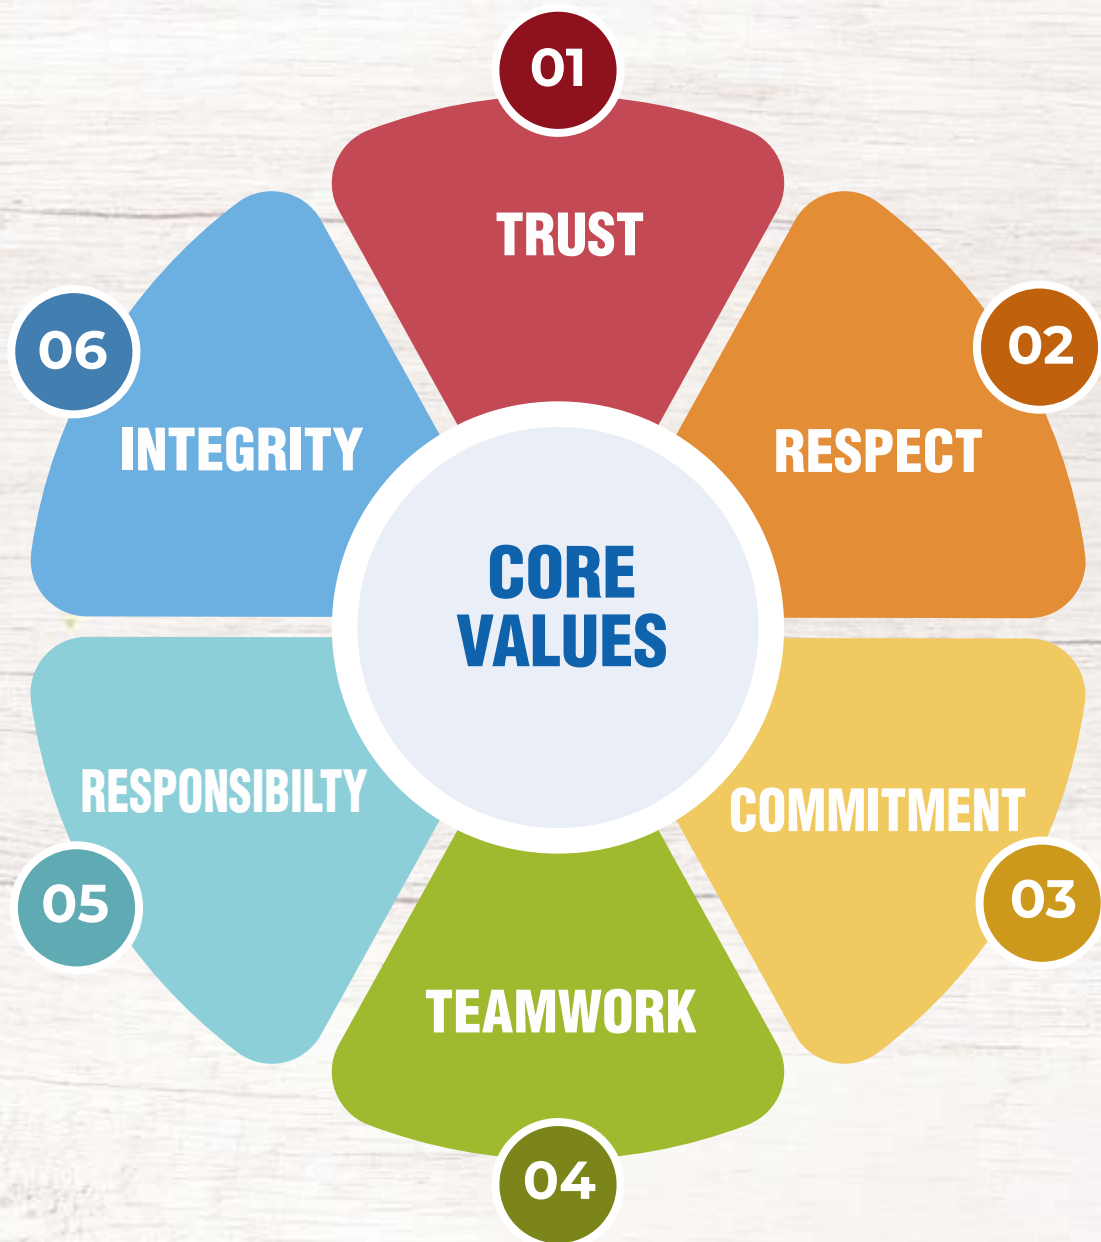 01
TRUST
02
RESPECT
03
COMMITMENT
04
TEAMWORK
05
RESPONSIBILTY
06
INTEGRITY
CORE
VALUES